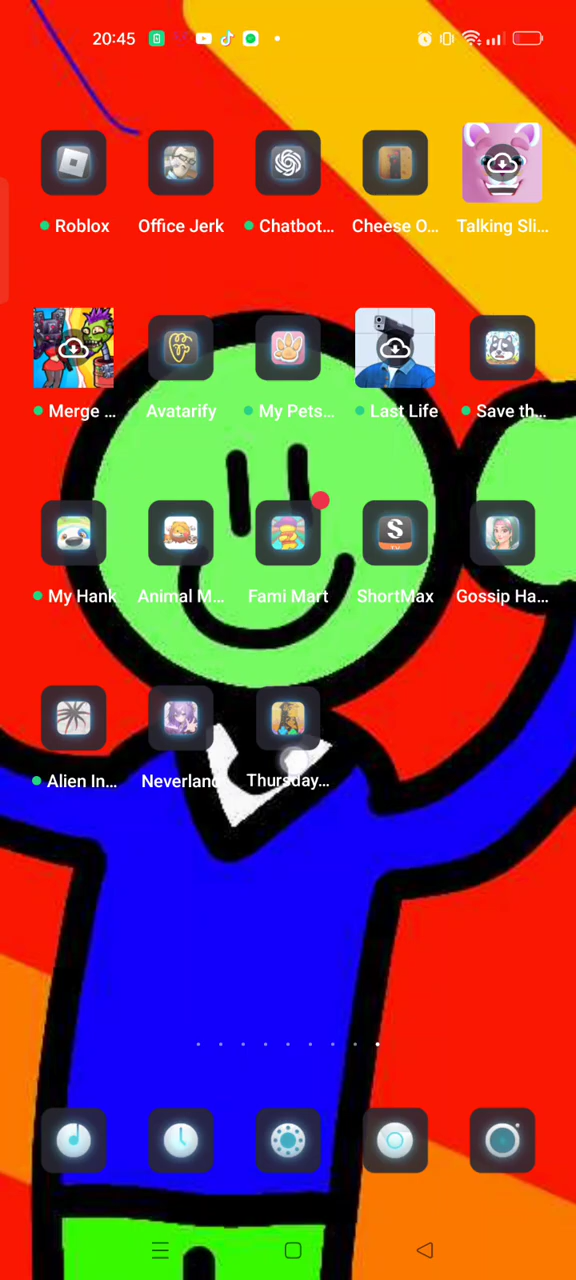 20:45
Roblox
Office Jerk
Chatbot...
Cheese O...
Talking Sli...
Merge ...
Avatarify
My Pets...
Last Life
Save th...
My Hank
Animal M...
Fami Mart
ShortMax
Gossip Ha...
Alien In...
Neverland
Thursday...